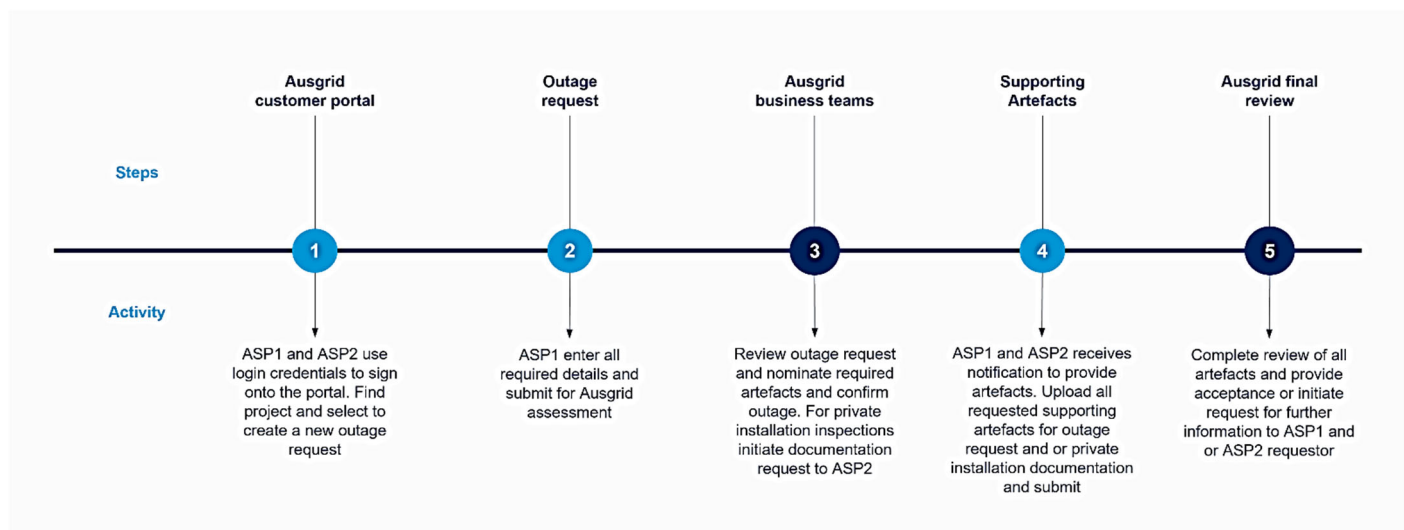 Ausgrid
customer portal
Outage
request
Ausgrid
business teams
Supporting
Artefacts
Ausgrid final
review
Steps
1
2
3
4
5
Activity
ASP1 and ASP2 use
login credentials to sign
onto the portal. Find
project and select to
create a new outage
request
ASP1 enter all
required details and
submit for Ausgrid
assessment
Review outage request
and nominate required
artefacts and confirm
outage. For private
installation inspections
initiate documentation
request to ASP2
ASP1 and ASP2 receives
notification to provide
artefacts. Upload all
requested supporting
artefacts for outage
request and or private
installation documentation
and submit
Complete review of all
artefacts and provide
acceptance or initiate
request for further
information to ASP1 and
or ASP2 requestor